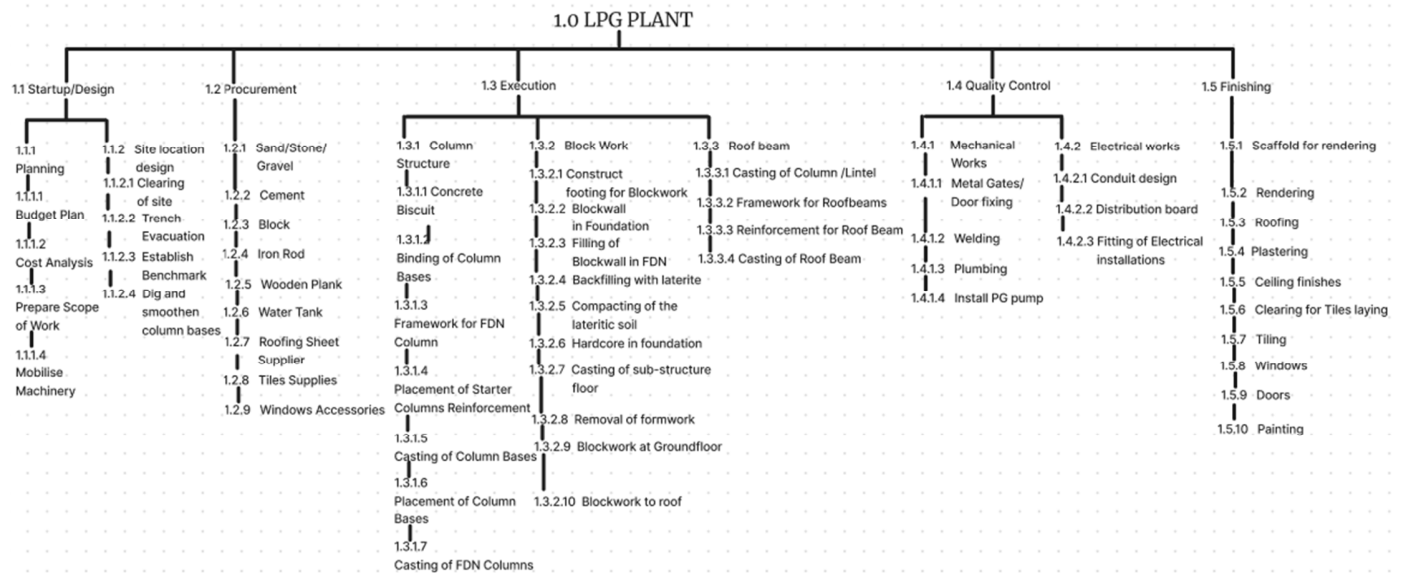 1.0 LPG PLANT
1.1 Startup/Design
1.1.1
Planning
1.1.1.1
Budget Plan
1.1.1.2
Cost Analysis
1.1.1.3
Prepare Scope
of Work
1.1.1.4
Mobilise
Machinery
1.1.2 Site location
design
1.1.2.1 Clearing
of site
1.1.2.2 Trench
Evacuation
1.1.2.3 Establish
Benchmark
1.1.2.4 Dig and
smoothen
column bases
1.2 Procurement
1.2.1 Sand/Stone/
Gravel
1.2.2 Cement
1.2.3 Block
1.2.4 Iron Rod
1.2.5 Wooden Plank
1.2.6 Water Tank
1.2.7 Roofing Sheet
Supplier
1.2.8 Tiles Supplies
1.2.9 Windows Accessories
1.3 Execution
1.3.1 Column
Structure
1.3.1.1 Concrete
Biscuit
1.3.1.2
Binding of Column
Bases
1.3.1.3
Framework for FDN
Column
1.3.1.4
Placement of Starter
Columns Reinforcement
1.3.1.5
Casting of Column Bases
1.3.1.6
Placement of Column
Bases
1.3.1.7
Casting of FDN Columns
1.3.2 Block Work
1.3.2.1 Construct
footing for Blockwork
1.3.2.2 Blockwall
in Foundation
1.3.2.3 Filling of
Blockwall in FDN
1.3.2.4 Backfilling with laterite
1.3.2.5 Compacting of the
lateritic soil
1.3.2.6 Hardcore in foundation
1.3.2.7 Casting of sub-structure
floor
1.3.2.8 Removal of formwork
1.3.2.9 Blockwork at Groundfloor
1.3.2.10 Blockwork to roof
1.3.3 Roof beam
1.3.3.1 Casting of Column /Lintel
1.3.3.2 Framework for Roofbeams
1.3.3.3 Reinforcement for Roof Beam
1.3.3.4 Casting of Roof Beam
1.4 Quality Control
1.4.1 Mechanical
Works
1.4.1.1 Metal Gates/
Door fixing
1.4.1.2 Welding
1.4.1.3 Plumbing
1.4.1.4 Install PG pump
1.4.2 Electrical works
1.4.2.1 Conduit design
1.4.2.2 Distribution board
1.4.2.3 Fitting of Electrical
installations
1.5 Finishing
1.5.1 Scaffold for rendering
1.5.2 Rendering
1.5.3 Roofing
1.5.4 Plastering
1.5.5 Ceiling finishes
1.5.6 Clearing for Tiles laying
1.5.7 Tiling
1.5.8 Windows
1.5.9 Doors
1.5.10 Painting